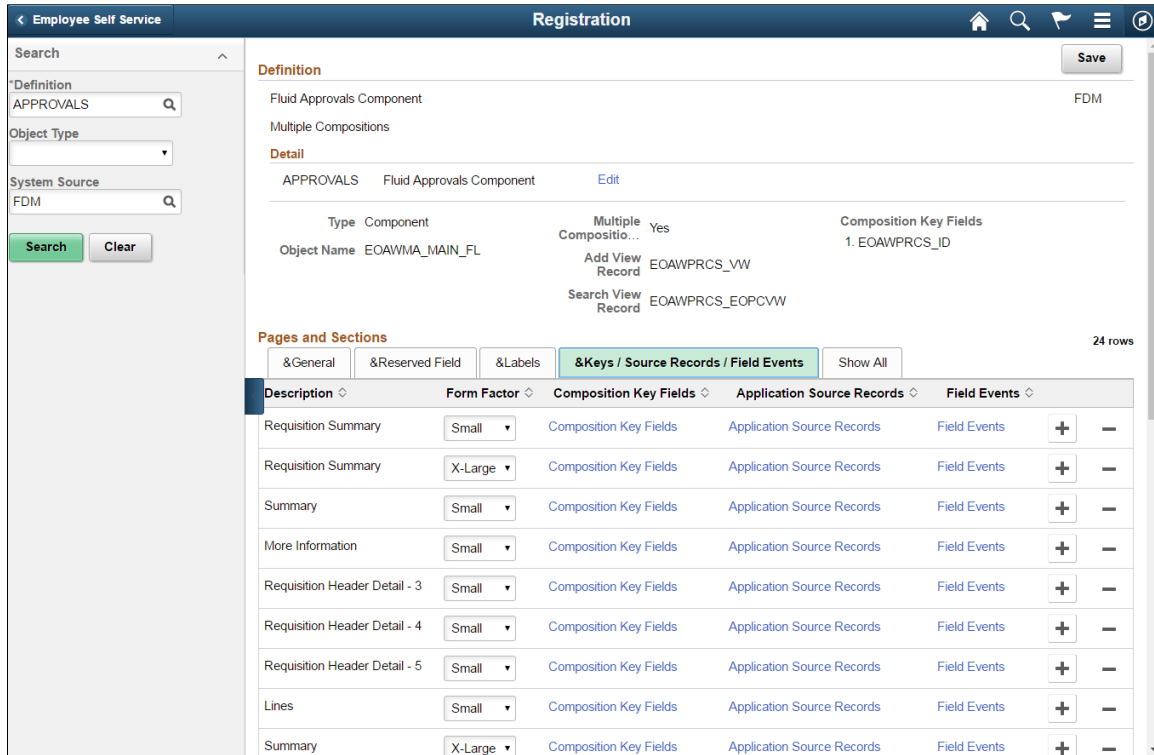 Employee Self Service
Registration
Search
*Definition
APPROVALS
Object Type
System Source
FDM
Search Clear
Save
Definition
Fluid Approvals Component FDM
Multiple Compositions
Detail
APPROVALS Fluid Approvals Component Edit
Type Component
Object Name EOAWMA_MAIN_FL
Multiple
Compositio... Yes
Add View
Record EOAWPRCS_VW
Search View
Record EOAWPRCS_EOPCVW
Composition Key Fields
1. EOAWPRCS_ID
Pages and Sections 24 rows
&General &Reserved Field &Labels &Keys / Source Records / Field Events Show All
Description Form Factor Composition Key Fields Application Source Records Field Events
Requisition Summary Small Composition Key Fields Application Source Records Field Events
Requisition Summary X-Large Composition Key Fields Application Source Records Field Events
Summary Small Composition Key Fields Application Source Records Field Events
More Information Small Composition Key Fields Application Source Records Field Events
Requisition Header Detail - 3 Small Composition Key Fields Application Source Records Field Events
Requisition Header Detail - 4 Small Composition Key Fields Application Source Records Field Events
Requisition Header Detail - 5 Small Composition Key Fields Application Source Records Field Events
Lines Small Composition Key Fields Application Source Records Field Events
Summary X-Large Composition Key Fields Application Source Records Field Events